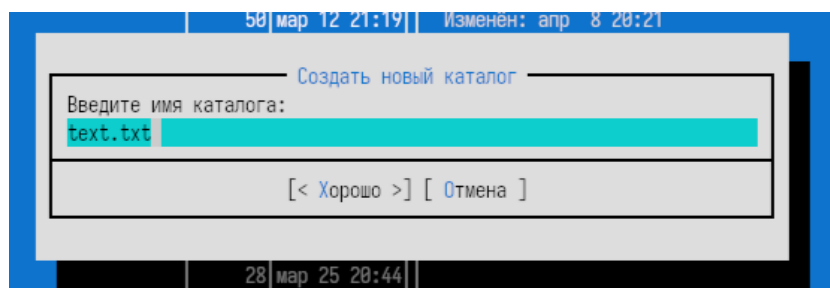 50 мар 12 21:19 Изменён: апр 8 20:21
Создать новый каталог
Введите имя каталога:
text.txt
[< Хорошо >] [ Отмена ]
28 мар 25 20:44